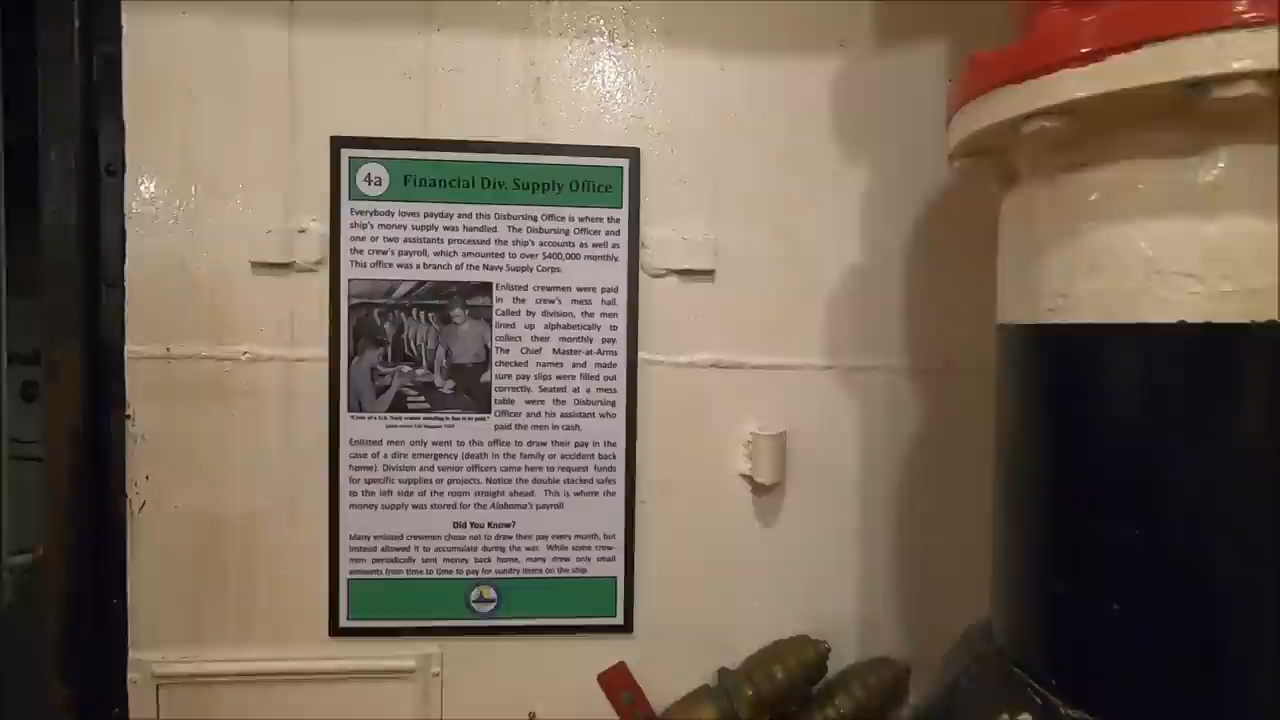 4a Financial Div. Supply Office
Everybody loves payday and this Disbursing Office is where the
ship's money supply was handled. The Disbursing Officer and
one or two assistants processed the ship's accounts as well as
the crew's payroll, which amounted to over $400,000 monthly.
This office was a branch of the Navy Supply Corps.
Enlisted crewmen were paid
in the crew's mess hall.
Called by division, the men
lined up alphabetically to
collect their monthly pay.
The Chief Master-at-Arms
checked names and made
sure pay slips were filled out
correctly. Seated at a mess
table were the Disbursing
Officer and his assistant who
paid the men in cash.
Enlisted men only went to this office to draw their pay in the
case of a dire emergency (death in the family or accident back
home). Division and senior officers came here to request funds
for specific supplies or projects. Notice the double stacked safes
to the left side of the room straight ahead. This is where the
money supply was stored for the Alabama's payroll.
Did You Know?
Many enlisted crewmen chose not to draw their pay every month, but
instead allowed it to accumulate during the war. While some crew-
men periodically sent money back home, many drew only small
amounts from time to time to pay for sundry items on the ship.